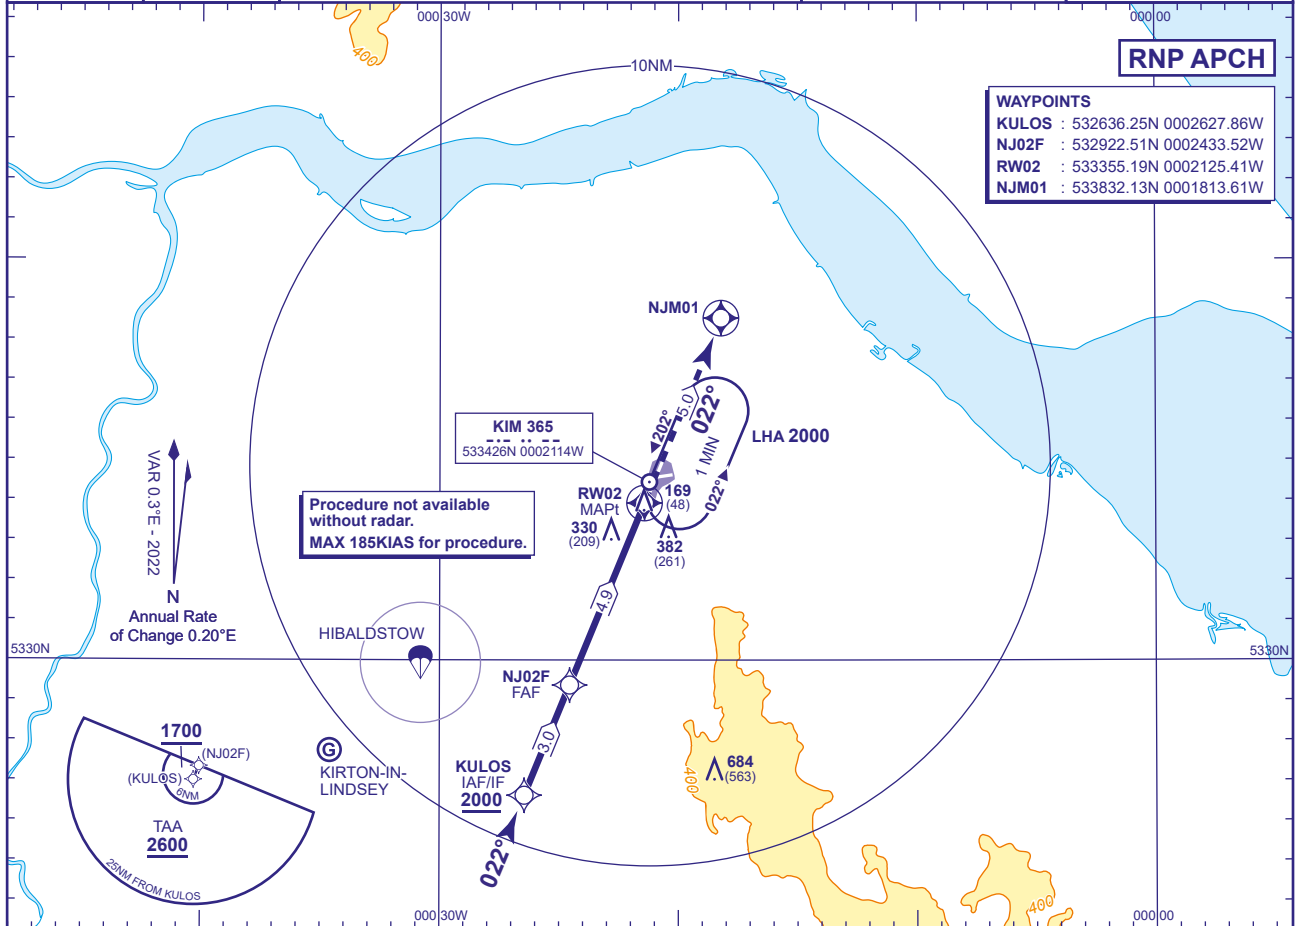 000 30W
000 00
400
10NM
RNP APCH
WAYPOINTS
KULOS : 532636.25N 0002627.86W
NJ02F : 532922.51N 0002433.52W
RW02 : 533355.19N 0002125.41W
NJM01 : 533832.13N 0001813.61W
NJM01
5.0
022°
202°
1 MIN
022°
LHA 2000
KIM 365
533426N 0002114W
RW02
MAPt
169
(48)
330
(209)
382
(261)
Procedure not available
without radar.
MAX 185KIAS for procedure.
VAR 0.3°E - 2022
N
Annual Rate
of Change 0.20°E
4.9
HIBALDSTOW
5330N
5330N
NJ02F
FAF
3.0
KULOS
IAF/IF
2000
022°
G
KIRTON-IN-
LINDSEY
1700
(NJ02F)
(KULOS)
6NM
TAA
2600
25NM FROM KULOS
400
684
(563)
400
000 30W
000 00